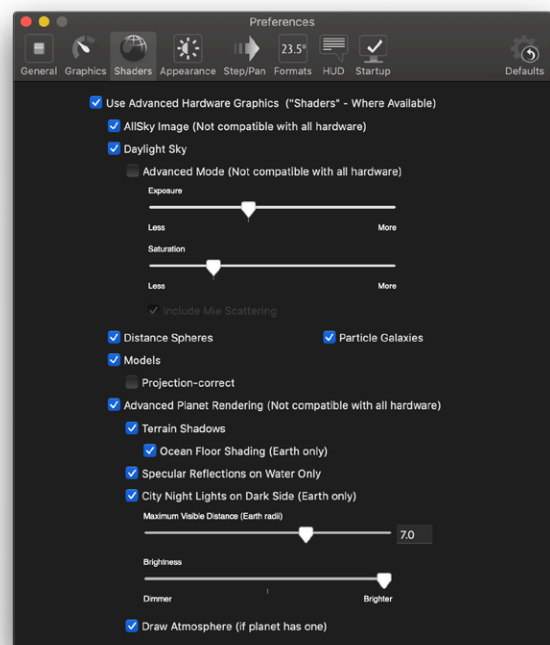 Preferences
23.5°
General Graphics Shaders Appearance Step/Pan Formats HUD Startup Defaults
Use Advanced Hardware Graphics ("Shaders" - Where Available)
AllSky Image (Not compatible with all hardware)
Daylight Sky
Advanced Mode (Not compatible with all hardware)
Exposure
Less More
Saturation
Less More
Include Mie Scattering
Distance Spheres Particle Galaxies
Models
Projection-correct
Advanced Planet Rendering (Not compatible with all hardware)
Terrain Shadows
Ocean Floor Shading (Earth only)
Specular Reflections on Water Only
City Night Lights on Dark Side (Earth only)
Maximum Visible Distance (Earth radii)
7.0
Brightness
Dimmer Brighter
Draw Atmosphere (if planet has one)